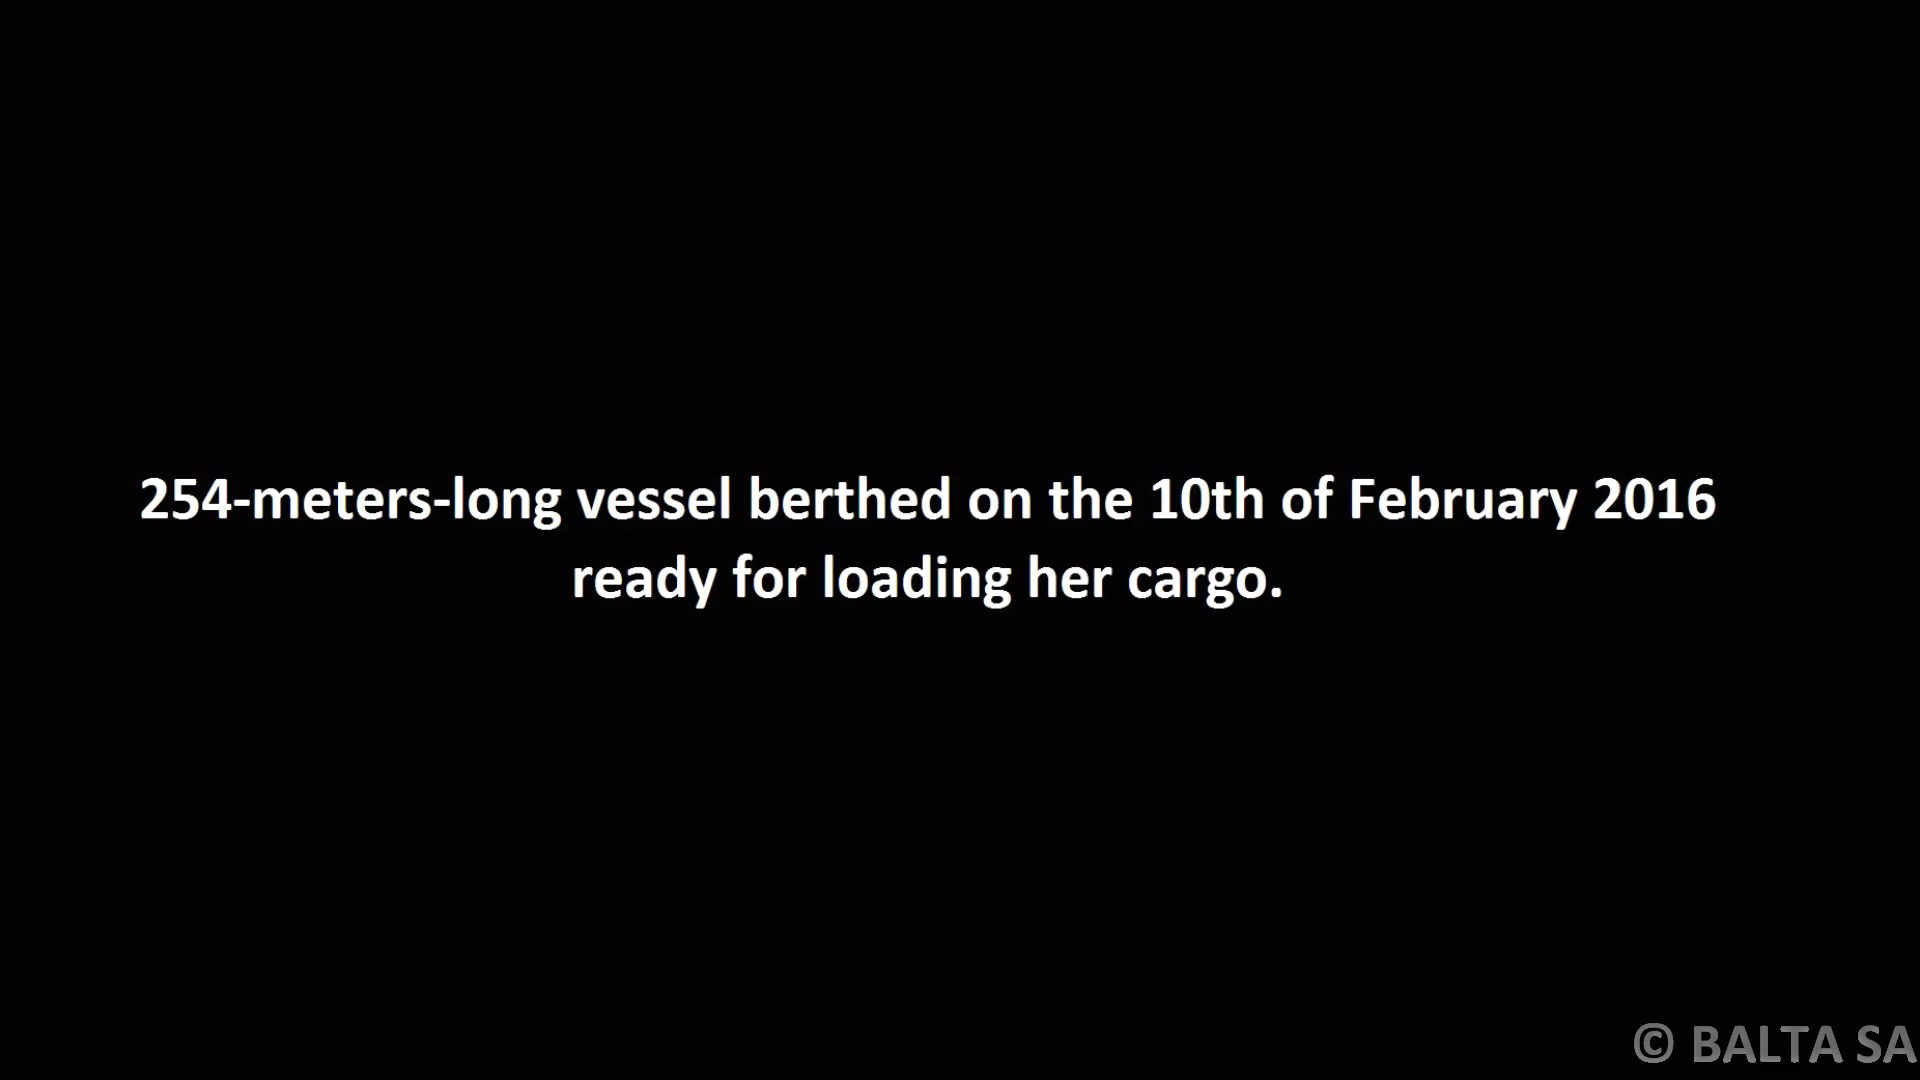 254-meters-long vessel berthed on the 10th of February 2016
ready for loading her cargo.
© BALTA SA